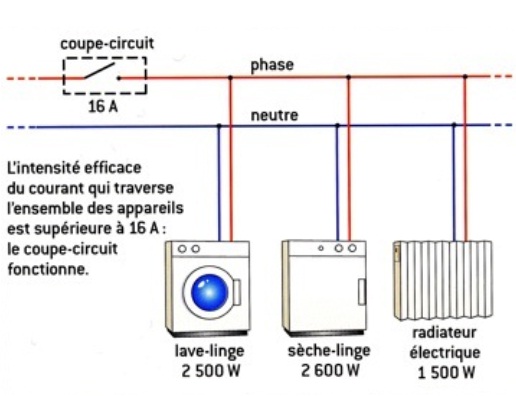 coupe-circuit
16 A
phase
neutre
L'intensité efficace
du courant qui traverse
l'ensemble des appareils
est supérieure à 16 A :
le coupe-circuit
fonctionne.
lave-linge
2 500 W
sèche-linge
2 600 W
radiateur
électrique
1 500 W